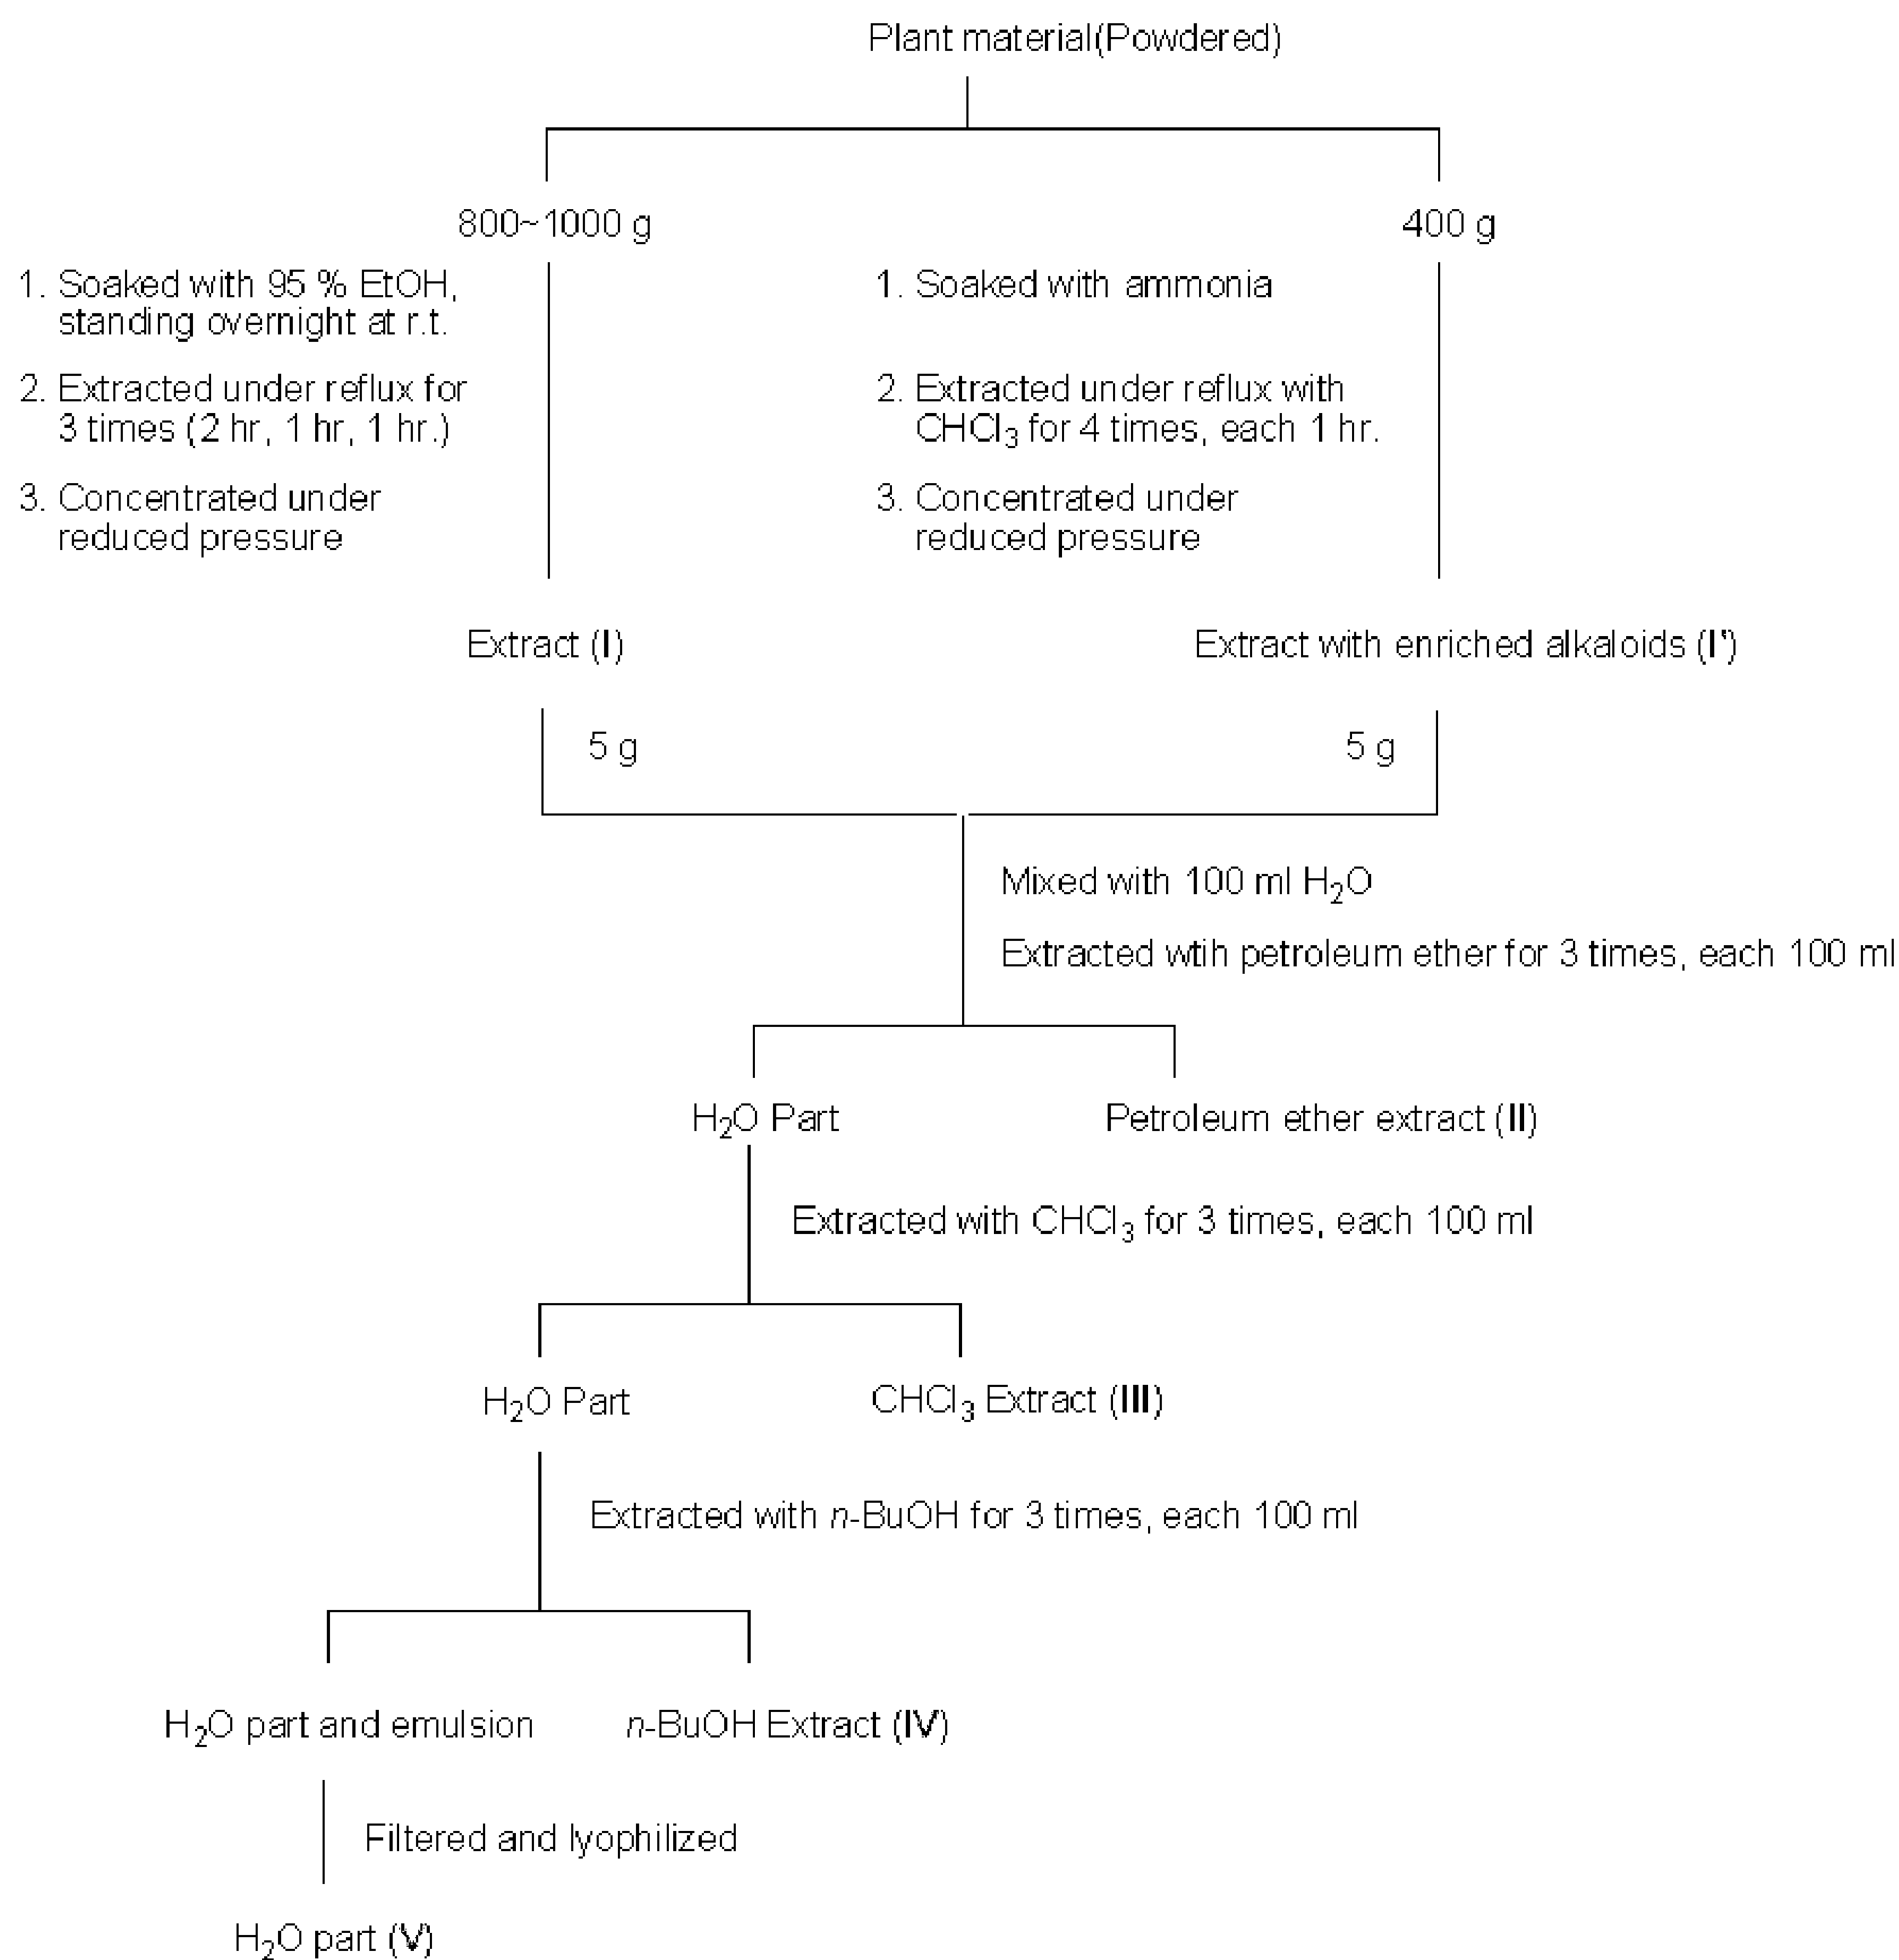 Plant material(Powdered)
800~1000 g
1. Soaked with 95 % EtOH,
standing overnight at r.t.
2. Extracted under reflux for
3 times (2 hr, 1 hr, 1 hr.)
3. Concentrated under
reduced pressure
400 g
1. Soaked with ammonia
2. Extracted under reflux with
CHCl₃ for 4 times, each 1 hr.
3. Concentrated under
reduced pressure
Extract (I)
Extract with enriched alkaloids (I')
5 g
5 g
Mixed with 100 ml H₂O
Extracted wtih petroleum ether for 3 times, each 100 ml
H₂O Part
Petroleum ether extract (II)
Extracted with CHCl₃ for 3 times, each 100 ml
H₂O Part
CHCl₃ Extract (III)
Extracted with n-BuOH for 3 times, each 100 ml
H₂O part and emulsion
n-BuOH Extract (IV)
Filtered and lyophilized
H₂O part (V)